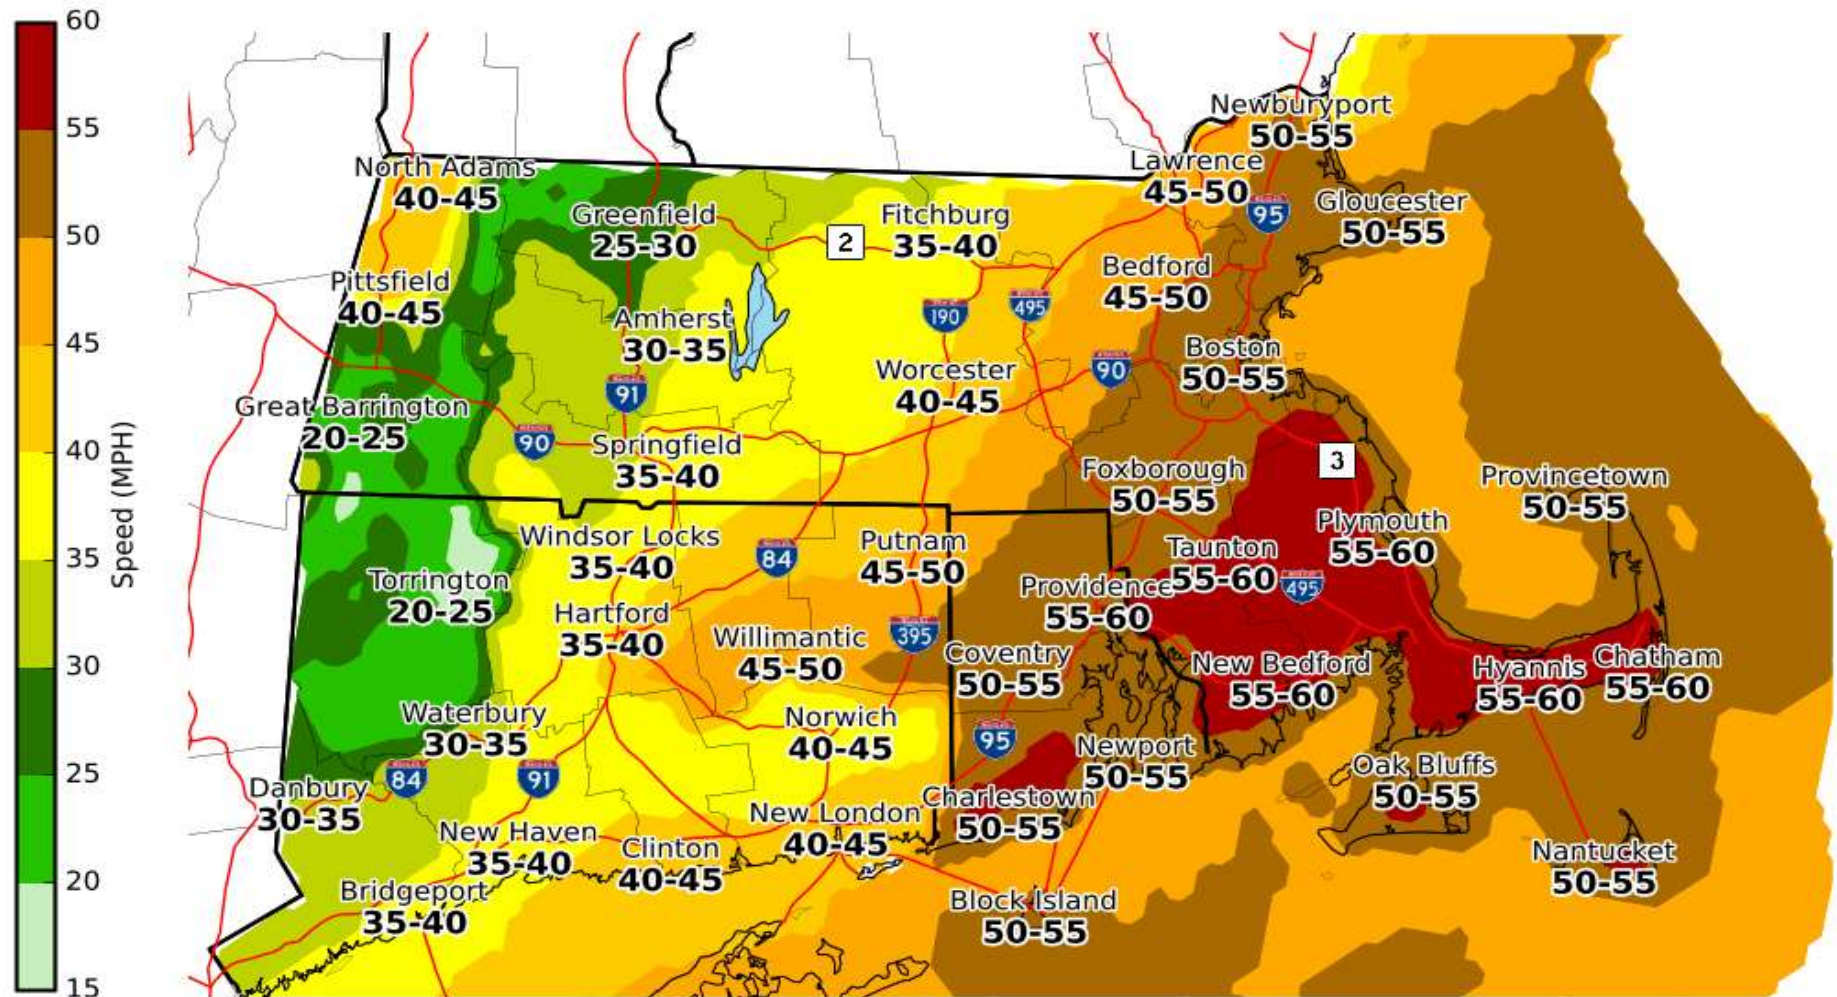 60
55
50
45
40
35
30
25
20
15
Speed (MPH)
Newburyport
50-55
North Adams
40-45
Lawrence
45-50
Greenfield
25-30
Fitchburg
35-40
Gloucester
50-55
95
2
Pittsfield
40-45
Bedford
45-50
190
495
Amherst
30-35
Boston
50-55
Worcester
40-45
90
91
Great Barrington
20-25
90
Springfield
35-40
3
Foxborough
50-55
Provincetown
50-55
Windsor Locks
35-40
84
Putnam
45-50
Plymouth
55-60
Taunton
55-60
495
Torrington
20-25
Providence
55-60
Hartford
35-40
Willimantic
45-50
395
Coventry
50-55
New Bedford
55-60
Hyannis
55-60
Chatham
55-60
Waterbury
30-35
Norwich
40-45
95
Newport
50-55
84
91
Danbury
30-35
Oak Bluffs
50-55
New Haven
35-40
Clinton
40-45
New London
40-45
Charlestown
50-55
Nantucket
50-55
Bridgeport
35-40
Block Island
50-55